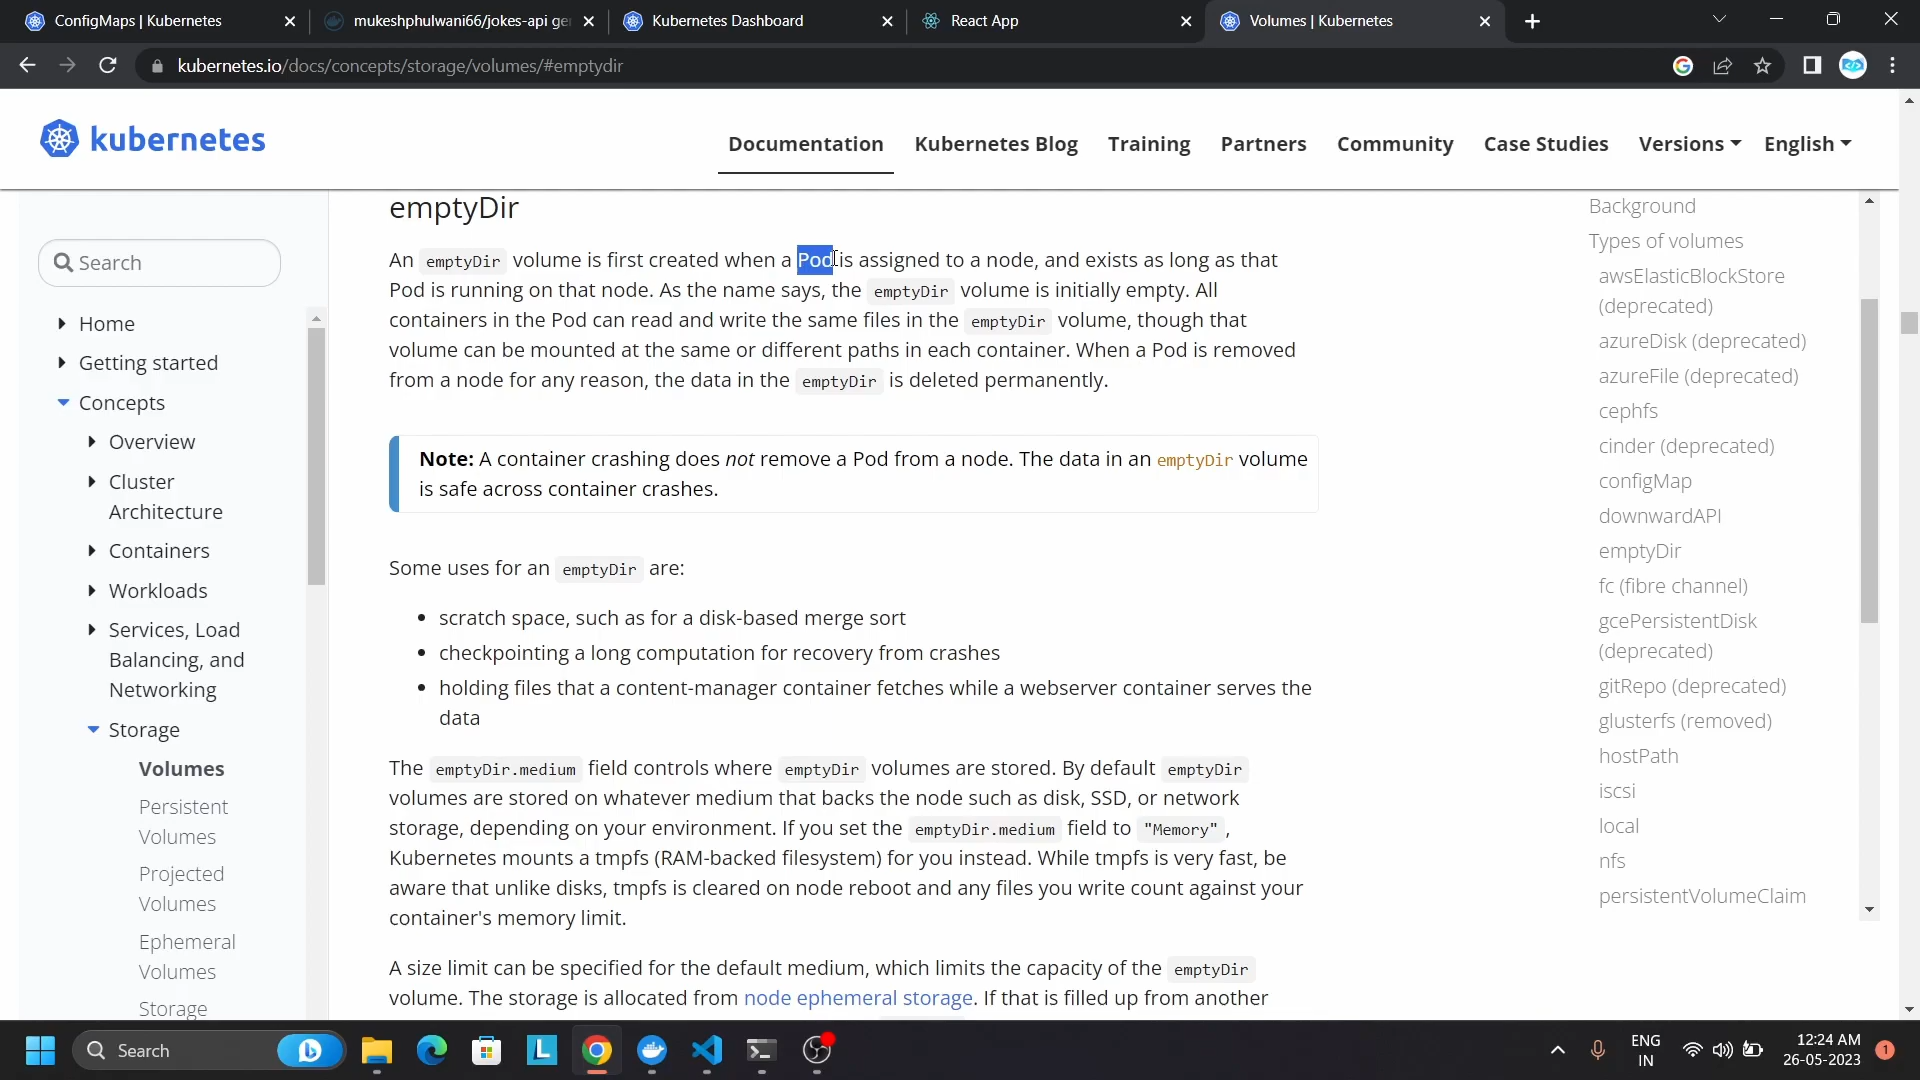 ConfigMaps | Kubernetes
mukeshphulwani66/jokes-api ge
Kubernetes Dashboard
React App
Volumes | Kubernetes
kubernetes.io/docs/concepts/storage/volumes/#emptydir
kubernetes
Documentation
Kubernetes Blog
Training
Partners
Community
Case Studies
Versions
English
Search
Home
Getting started
Concepts
Overview
Cluster
Architecture
Containers
Workloads
Services, Load
Balancing, and
Networking
Storage
Volumes
Persistent
Volumes
Projected
Volumes
Ephemeral
Volumes
Storage
emptyDir
An emptyDir volume is first created when a Pod is assigned to a node, and exists as long as that
Pod is running on that node. As the name says, the emptyDir volume is initially empty. All
containers in the Pod can read and write the same files in the emptyDir volume, though that
volume can be mounted at the same or different paths in each container. When a Pod is removed
from a node for any reason, the data in the emptyDir is deleted permanently.
Note: A container crashing does not remove a Pod from a node. The data in an emptyDir volume
is safe across container crashes.
Some uses for an emptyDir are:
• scratch space, such as for a disk-based merge sort
• checkpointing a long computation for recovery from crashes
• holding files that a content-manager container fetches while a webserver container serves the
data
The emptyDir.medium field controls where emptyDir volumes are stored. By default emptyDir
volumes are stored on whatever medium that backs the node such as disk, SSD, or network
storage, depending on your environment. If you set the emptyDir.medium field to "Memory",
Kubernetes mounts a tmpfs (RAM-backed filesystem) for you instead. While tmpfs is very fast, be
aware that unlike disks, tmpfs is cleared on node reboot and any files you write count against your
container's memory limit.
A size limit can be specified for the default medium, which limits the capacity of the emptyDir
volume. The storage is allocated from node ephemeral storage. If that is filled up from another
Background
Types of volumes
awsElasticBlockStore
(deprecated)
azureDisk (deprecated)
azureFile (deprecated)
cephfs
cinder (deprecated)
configMap
downwardAPI
emptyDir
fc (fibre channel)
gcePersistentDisk
(deprecated)
gitRepo (deprecated)
glusterfs (removed)
hostPath
iscsi
local
nfs
persistentVolumeClaim
Search
ENG
IN
12:24 AM
26-05-2023
1